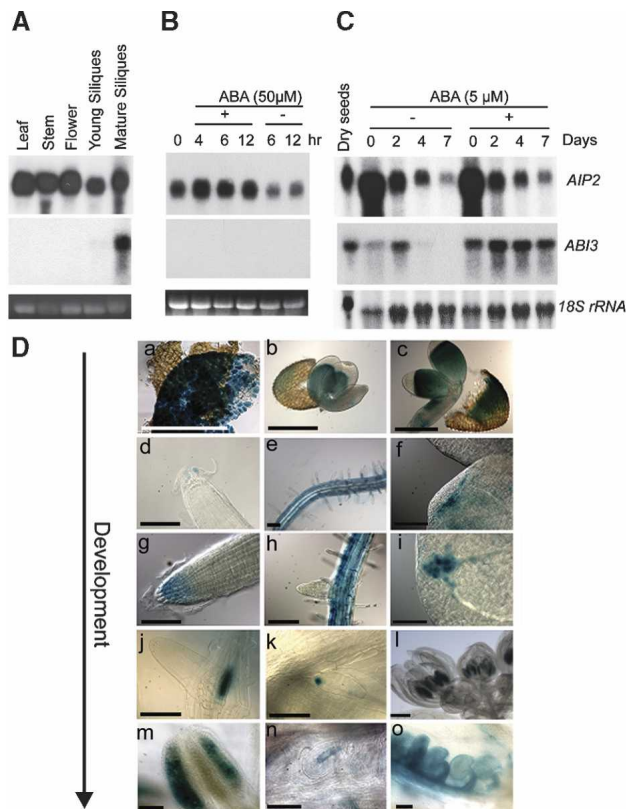 A
Leaf
Stem
Flower
Young Siliques
Mature Siliques
B
ABA (50µM)
+ -
0 4 6 12 6 12 hr
C
Dry seeds
ABA (5 µM)
- +
0 2 4 7 0 2 4 7 Days
AIP2
ABI3
18S rRNA
D
Development
a b c
d e f
g h i
j k l
m n o